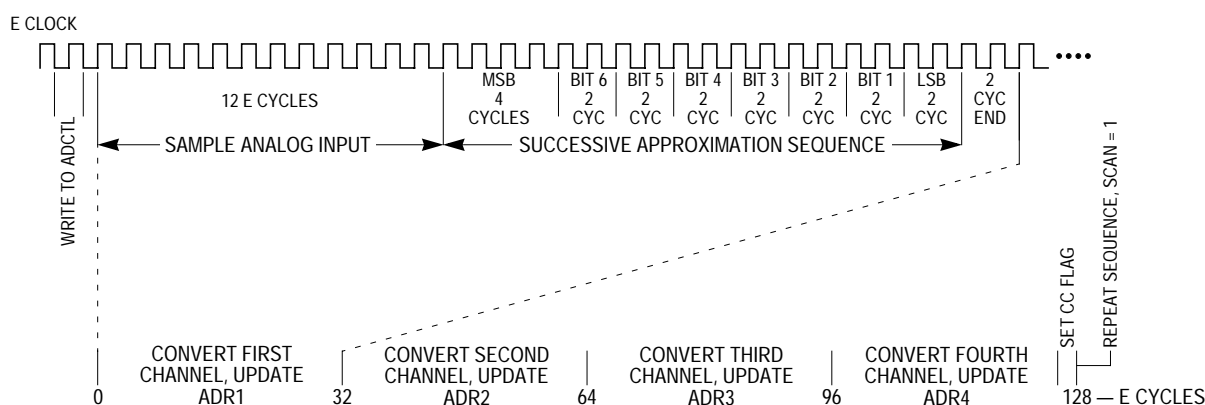 E CLOCK
12 E CYCLES
MSB
4
CYCLES
BIT 6
2
CYC
BIT 5
2
CYC
BIT 4
2
CYC
BIT 3
2
CYC
BIT 2
2
CYC
BIT 1
2
CYC
LSB
2
CYC
2
CYC
END
WRITE TO ADCTL
SAMPLE ANALOG INPUT
SUCCESSIVE APPROXIMATION SEQUENCE
SET CC FLAG
REPEAT SEQUENCE, SCAN = 1
CONVERT FIRST
CHANNEL, UPDATE
ADR1
CONVERT SECOND
CHANNEL, UPDATE
ADR2
CONVERT THIRD
CHANNEL, UPDATE
ADR3
CONVERT FOURTH
CHANNEL, UPDATE
ADR4
0
32
64
96
128 — E CYCLES